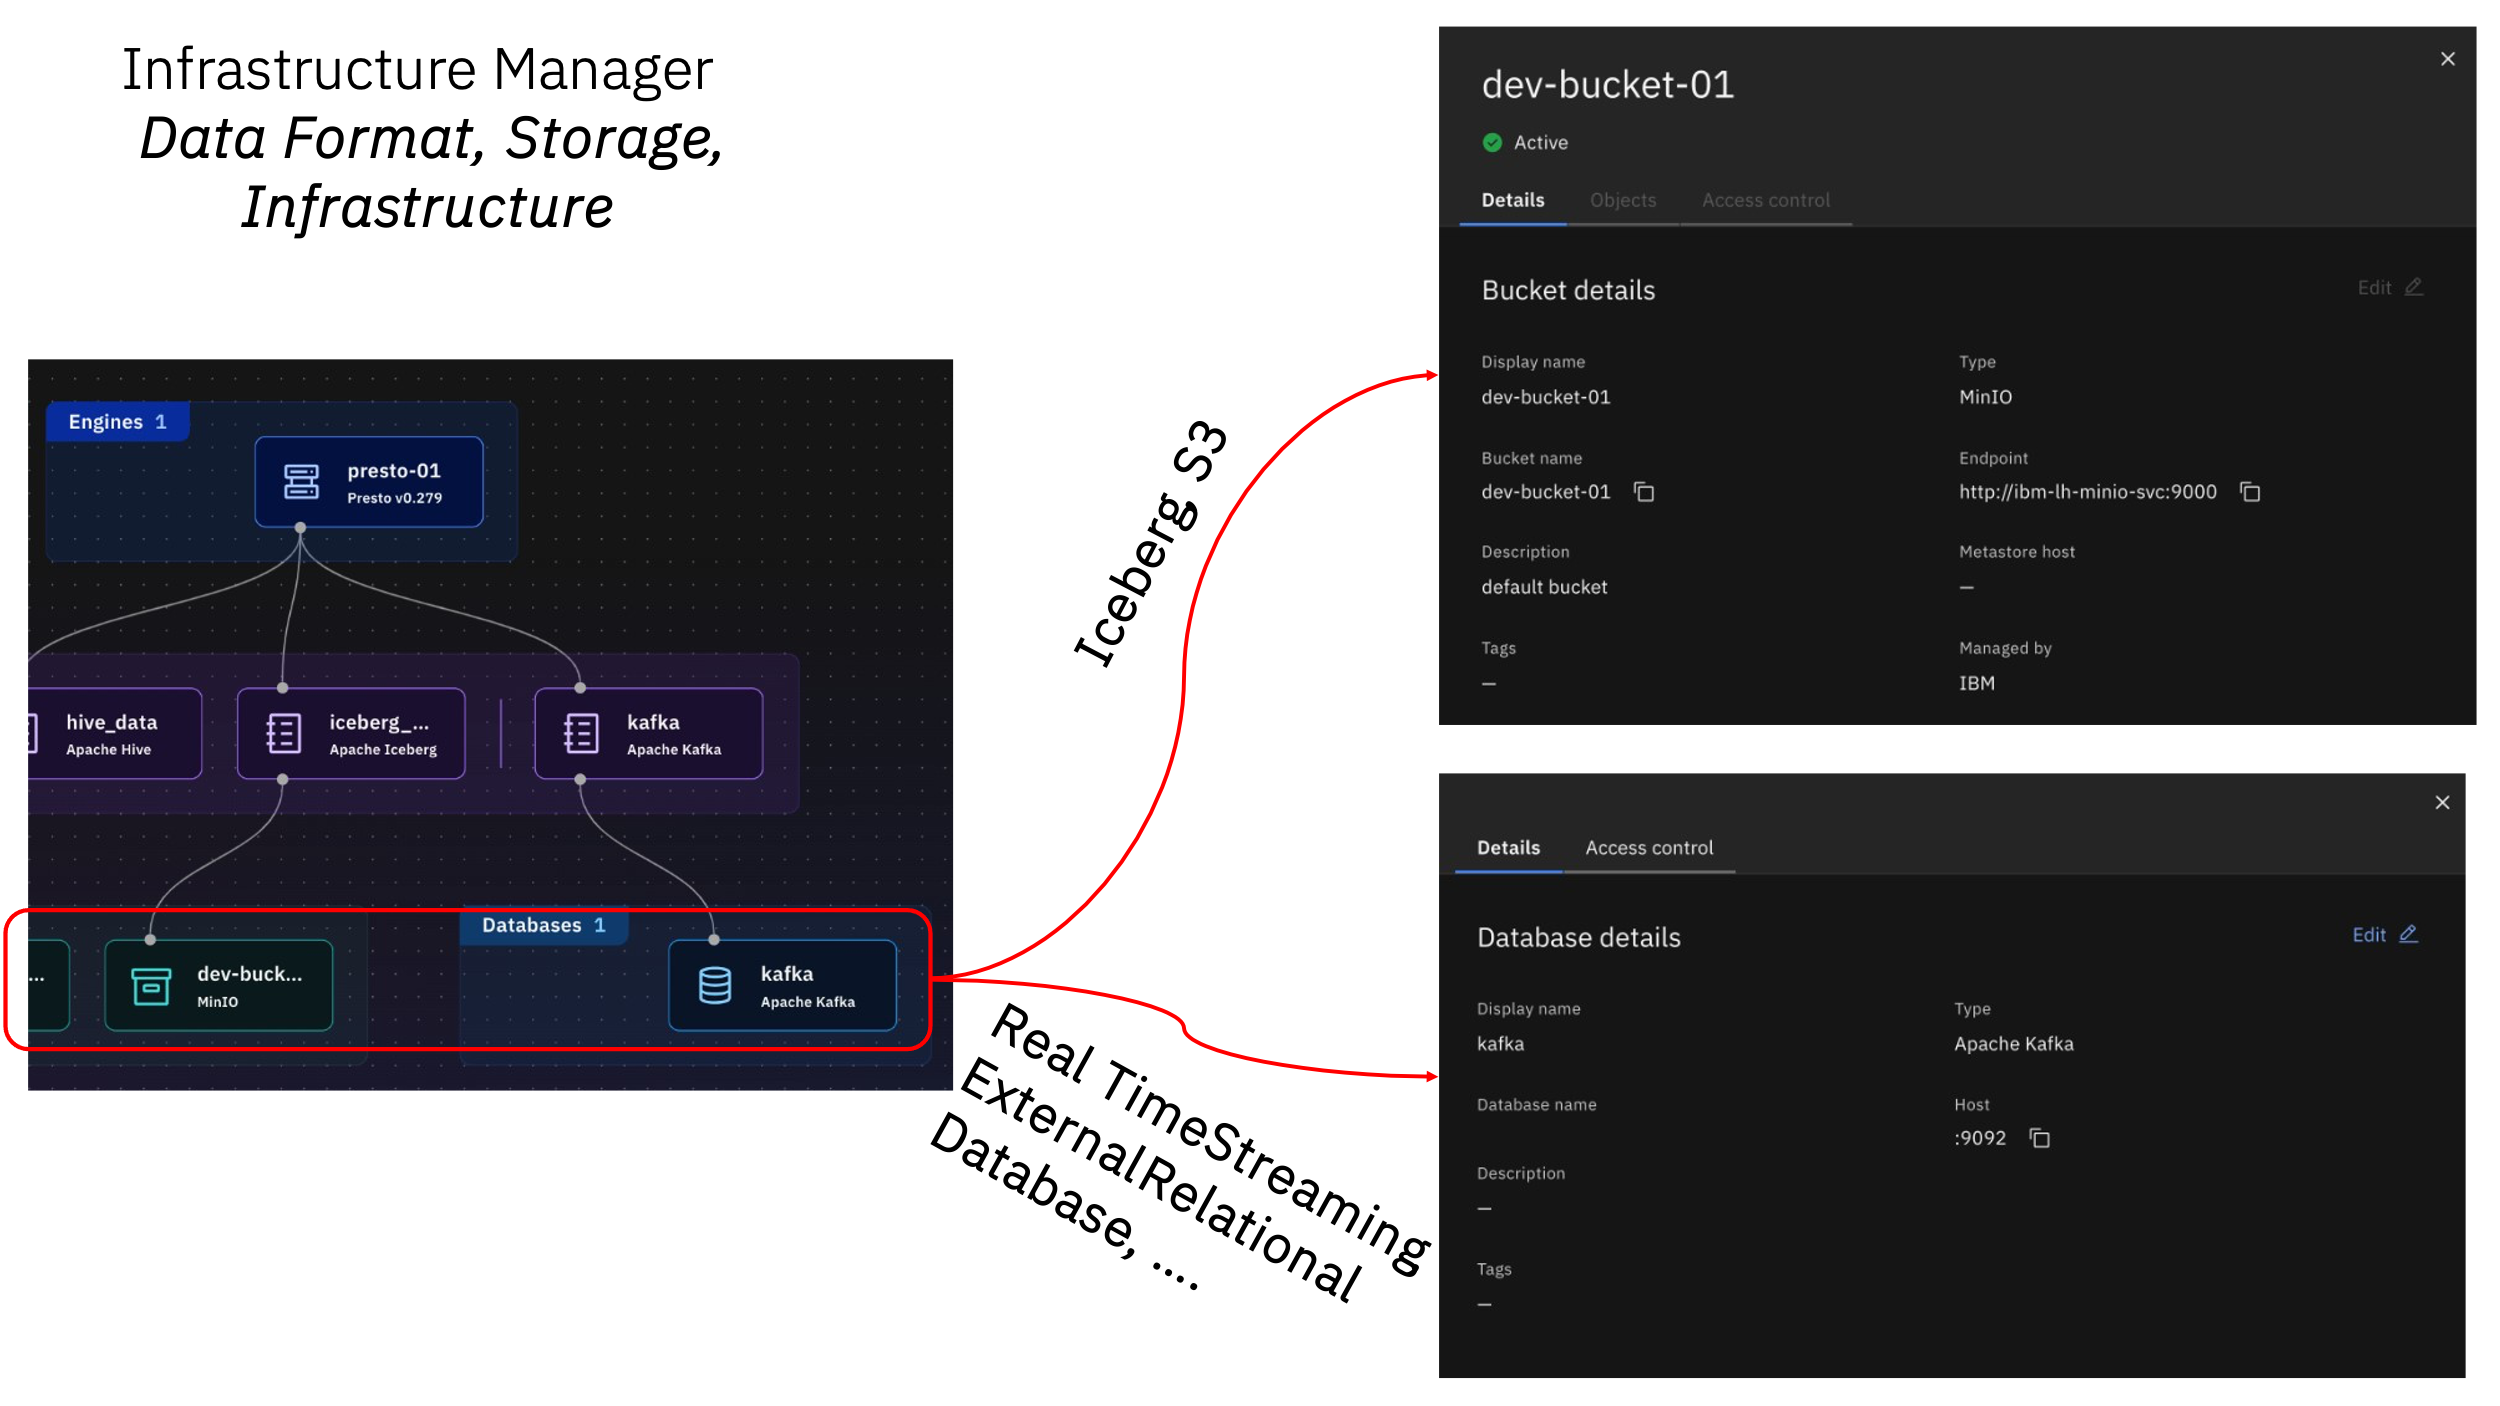 Infrastructure Manager
Data Format, Storage,
Infrastructure
Engines 1
presto-01
Presto v0.279
hive_data
Apache Hive
iceberg_...
Apache Iceberg
kafka
Apache Kafka
...
dev-buck...
MinIO
Databases 1
kafka
Apache Kafka
Iceberg S3
Real TimeStreaming
ExternalRelational
Database, ....
dev-bucket-01
Active
Details Objects Access control
Bucket details
Edit
Display name
dev-bucket-01
Type
MinIO
Bucket name
dev-bucket-01
Endpoint
http://ibm-lh-minio-svc:9000
Description
default bucket
Metastore host
—
Tags
—
Managed by
IBM
Details Access control
Database details
Edit
Display name
kafka
Type
Apache Kafka
Database name
Host
:9092
Description
—
Tags
—